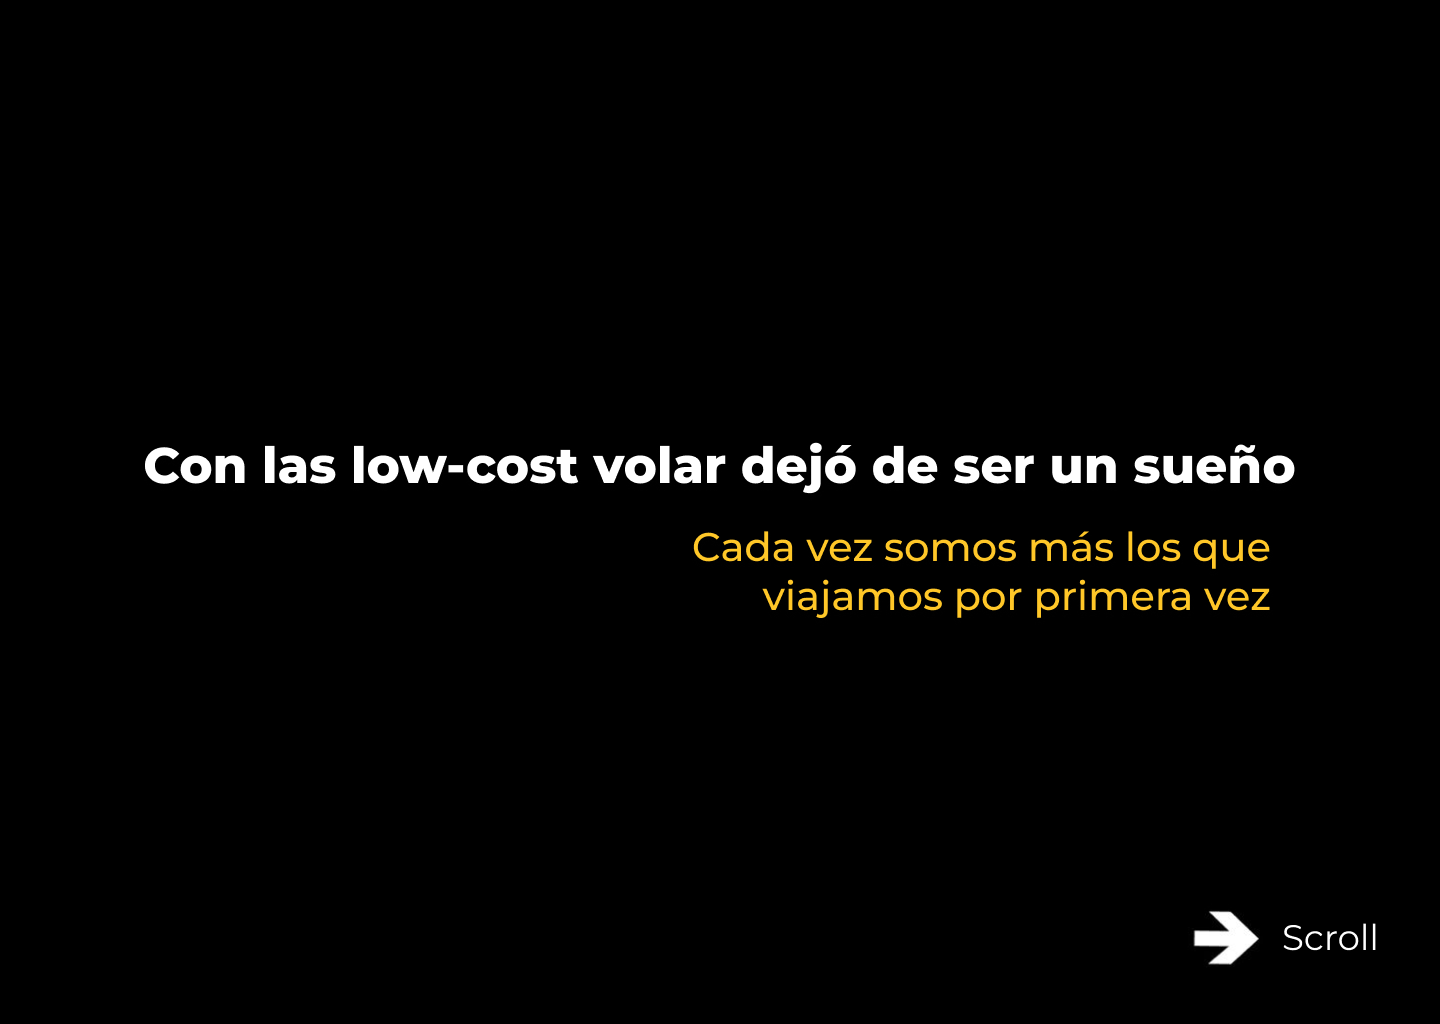 Con las low-cost volar dejó de ser un sueño
Cada vez somos más los que
viajamos por primera vez
Scroll